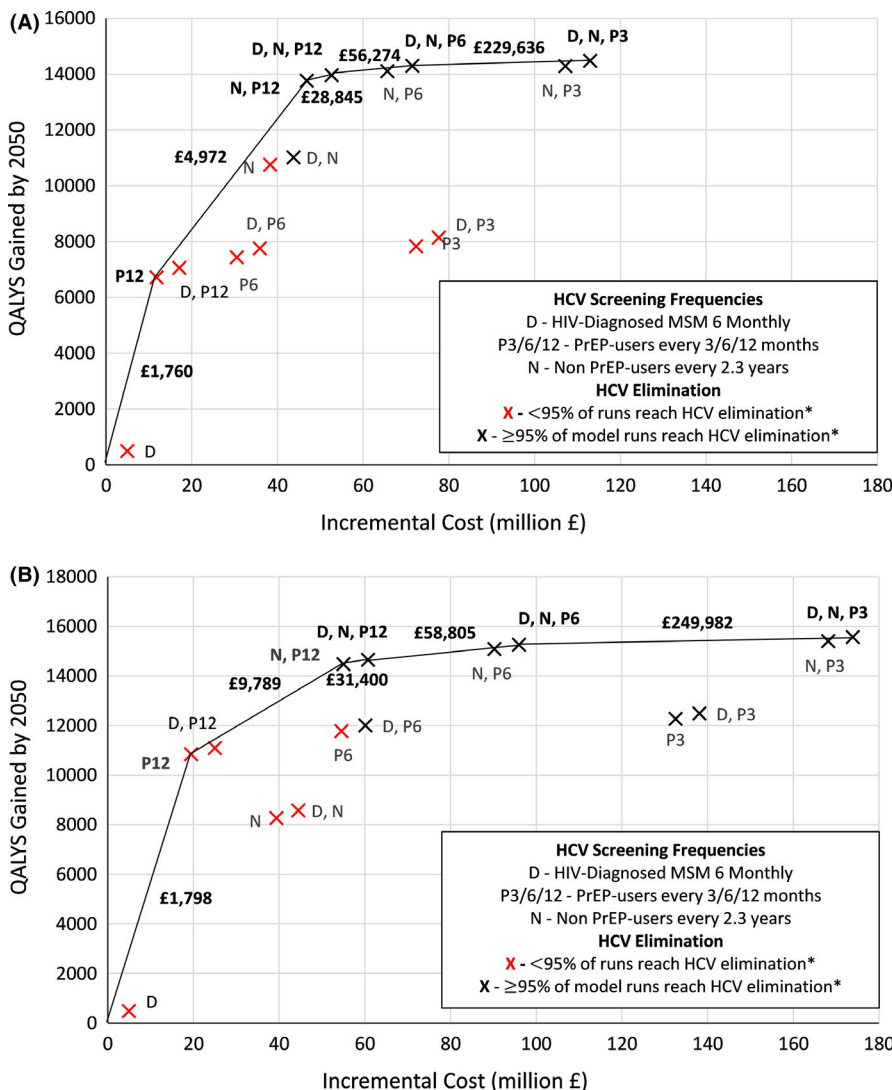 (A)
16000
14000
12000
10000
8000
6000
4000
2000
0
QALYS Gained by 2050
D, N, P12
£56,274
D, N, P6
£229,636
D, N, P3
N, P12
£28,845
N, P6
N, P3
£4,972
N
D, N
D, P6
D, P3
P3
P12
D, P12
P6
£1,760
D
HCV Screening Frequencies
D - HIV-Diagnosed MSM 6 Monthly
P3/6/12 - PrEP-users every 3/6/12 months
N - Non PrEP-users every 2.3 years
HCV Elimination
X - <95% of runs reach HCV elimination*
X - ≥95% of model runs reach HCV elimination*
0 20 40 60 80 100 120 140 160 180
Incremental Cost (million £)
(B)
18000
16000
14000
12000
10000
8000
6000
4000
2000
0
QALYS Gained by 2050
D, N, P12
£58,805
D, N, P6
£249,982
D, N, P3
N, P12
£31,400
N, P6
N, P3
£9,789
D, P12
P12
P6
D, P6
P3
D, P3
N
D, N
£1,798
D
HCV Screening Frequencies
D - HIV-Diagnosed MSM 6 Monthly
P3/6/12 - PrEP-users every 3/6/12 months
N - Non PrEP-users every 2.3 years
HCV Elimination
X - <95% of runs reach HCV elimination*
X - ≥95% of model runs reach HCV elimination*
0 20 40 60 80 100 120 140 160 180
Incremental Cost (million £)